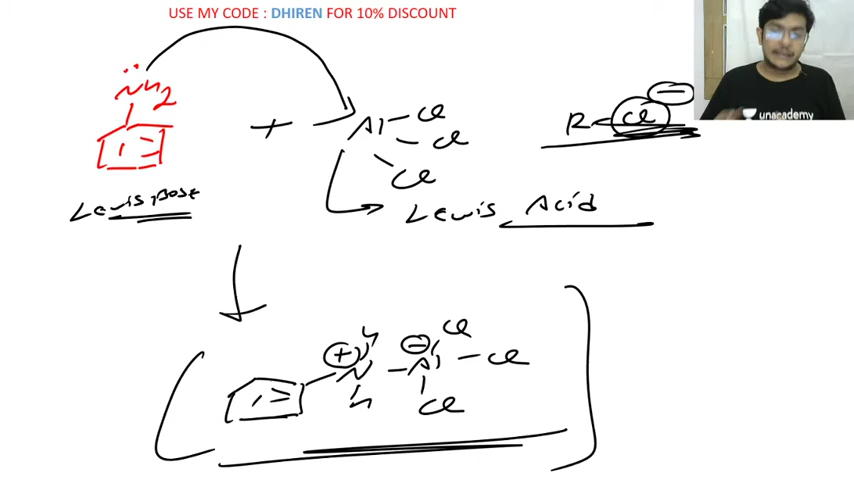 USE MY CODE : DHIREN FOR 10% DISCOUNT
NH2
+ Al Cl
Cl
Cl
R Cl −
unacademy
Lewis Base
Lewis Acid
+ H − Cl
N Al Cl
H Cl